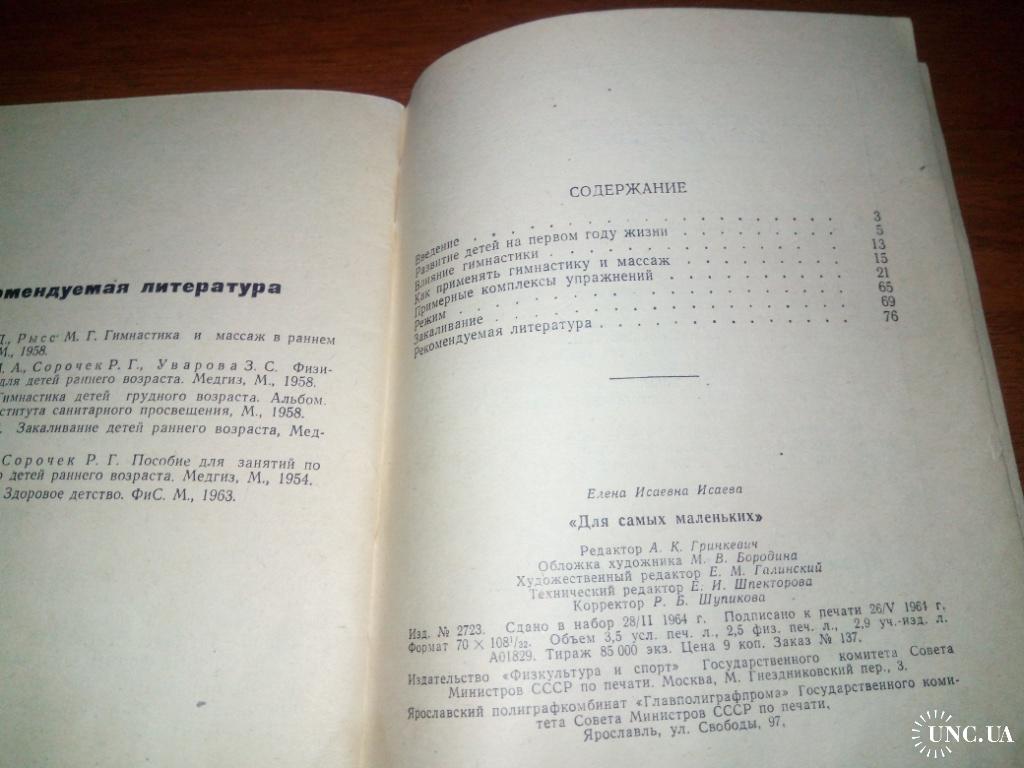 омендуемая литература
Д., Рысс М. Г. Гимнастика и массаж в раннем
М., 1958.
. А., Сорочек Р. Г., Уварова З. С. Физи-
для детей раннего возраста. Медгиз, М., 1958.
Гимнастика детей грудного возраста. Альбом.
ститута санитарного просвещения, М., 1958.
Закаливание детей раннего возраста, Мед-
Сорочек Р. Г. Пособие для занятий по
о детей раннего возраста. Медгиз, М., 1954.
Здоровое детство. ФиС. М., 1963.
СОДЕРЖАНИЕ
Введение . . . 3
Развитие детей на первом году жизни . . . 5
Влияние гимнастики . . . 13
Как применять гимнастику и массаж . . . 15
Примерные комплексы упражнений . . . 21
Режим . . . 65
Закаливание . . . 69
Рекомендуемая литература . . . 76
Елена Исаевна Исаева
«Для самых маленьких»
Редактор А. К. Гринкевич
Обложка художника М. В. Бородина
Художественный редактор Е. М. Галинский
Технический редактор Е. И. Шпекторова
Корректор Р. Б. Шупикова
Изд. № 2723. Сдано в набор 28/II 1964 г. Подписано к печати 26/V 1964 г.
Формат 70 × 108 1/32. Объем 3,5 усл. печ. л., 2,5 физ. печ. л., 2,9 уч.-изд. л.
А01829. Тираж 85 000 экз. Цена 9 коп. Заказ № 137.
Издательство «Физкультура и спорт» Государственного комитета Совета
Министров СССР по печати. Москва, М. Гнездниковский пер., 3.
Ярославский полиграфкомбинат «Главполиграфпрома» Государственного коми-
тета Совета Министров СССР по печати,
Ярославль, ул. Свободы, 97,
UNC.UA